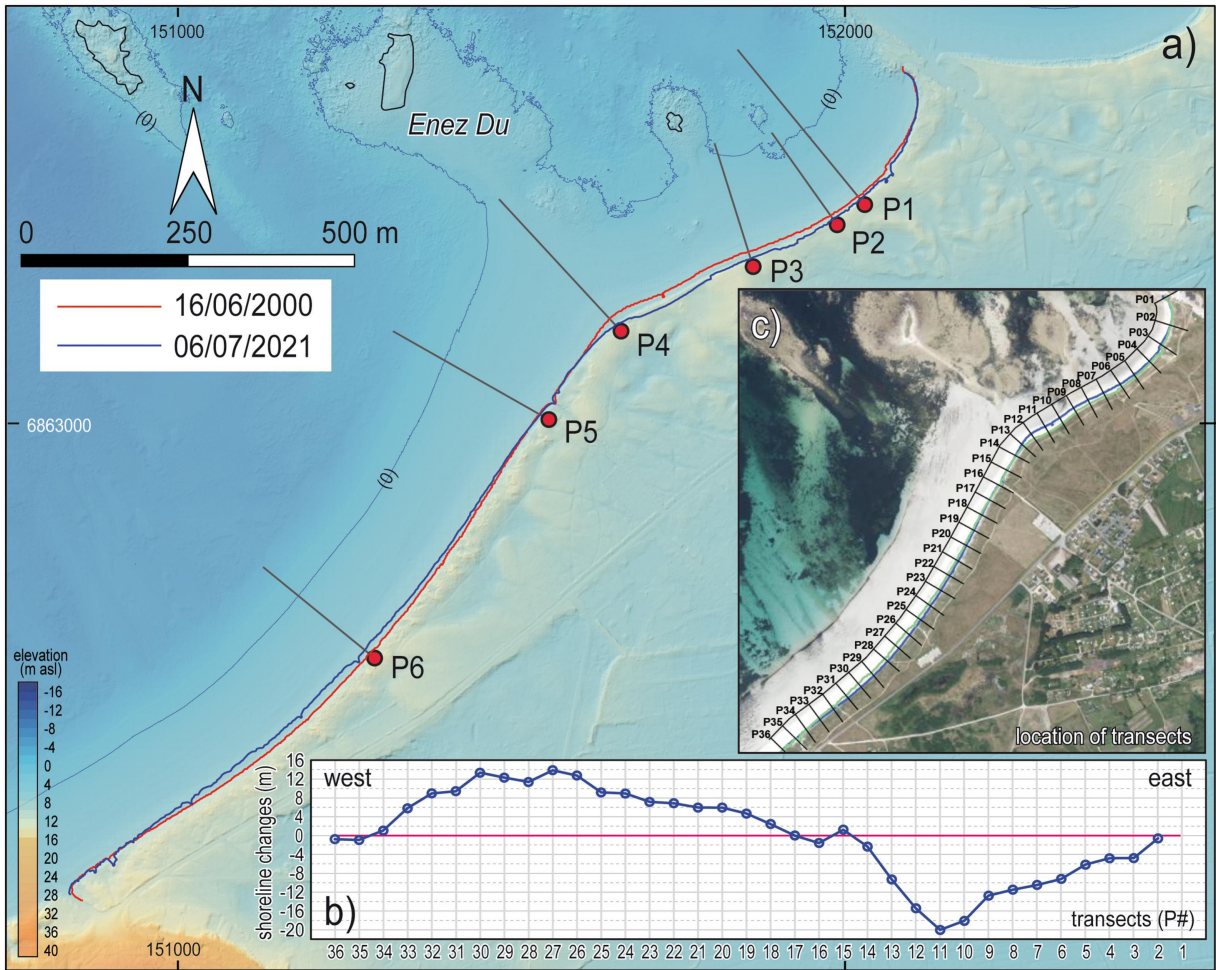 151000
152000
a)
N
(0)
(0)
Enez Du
0 250 500 m
P1
P2
P3
P4
P5
P6
16/06/2000
06/07/2021
6863000
(0)
c)
P01
P02
P03
P04
P05
P06
P07
P08
P09
P10
P11
P12
P13
P14
P15
P16
P17
P18
P19
P20
P21
P22
P23
P24
P25
P26
P27
P28
P29
P30
P31
P32
P33
P34
P35
P36
location of transects
elevation
(m asl)
-16
-12
-8
-4
0
4
8
12
16
20
24
28
32
36
40
151000
b)
west
east
shoreline changes (m)
16
12
8
4
0
-4
-8
-12
-16
-20
transects (P#)
36 35 34 33 32 31 30 29 28 27 26 25 24 23 22 21 20 19 18 17 16 15 14 13 12 11 10 9 8 7 6 5 4 3 2 1